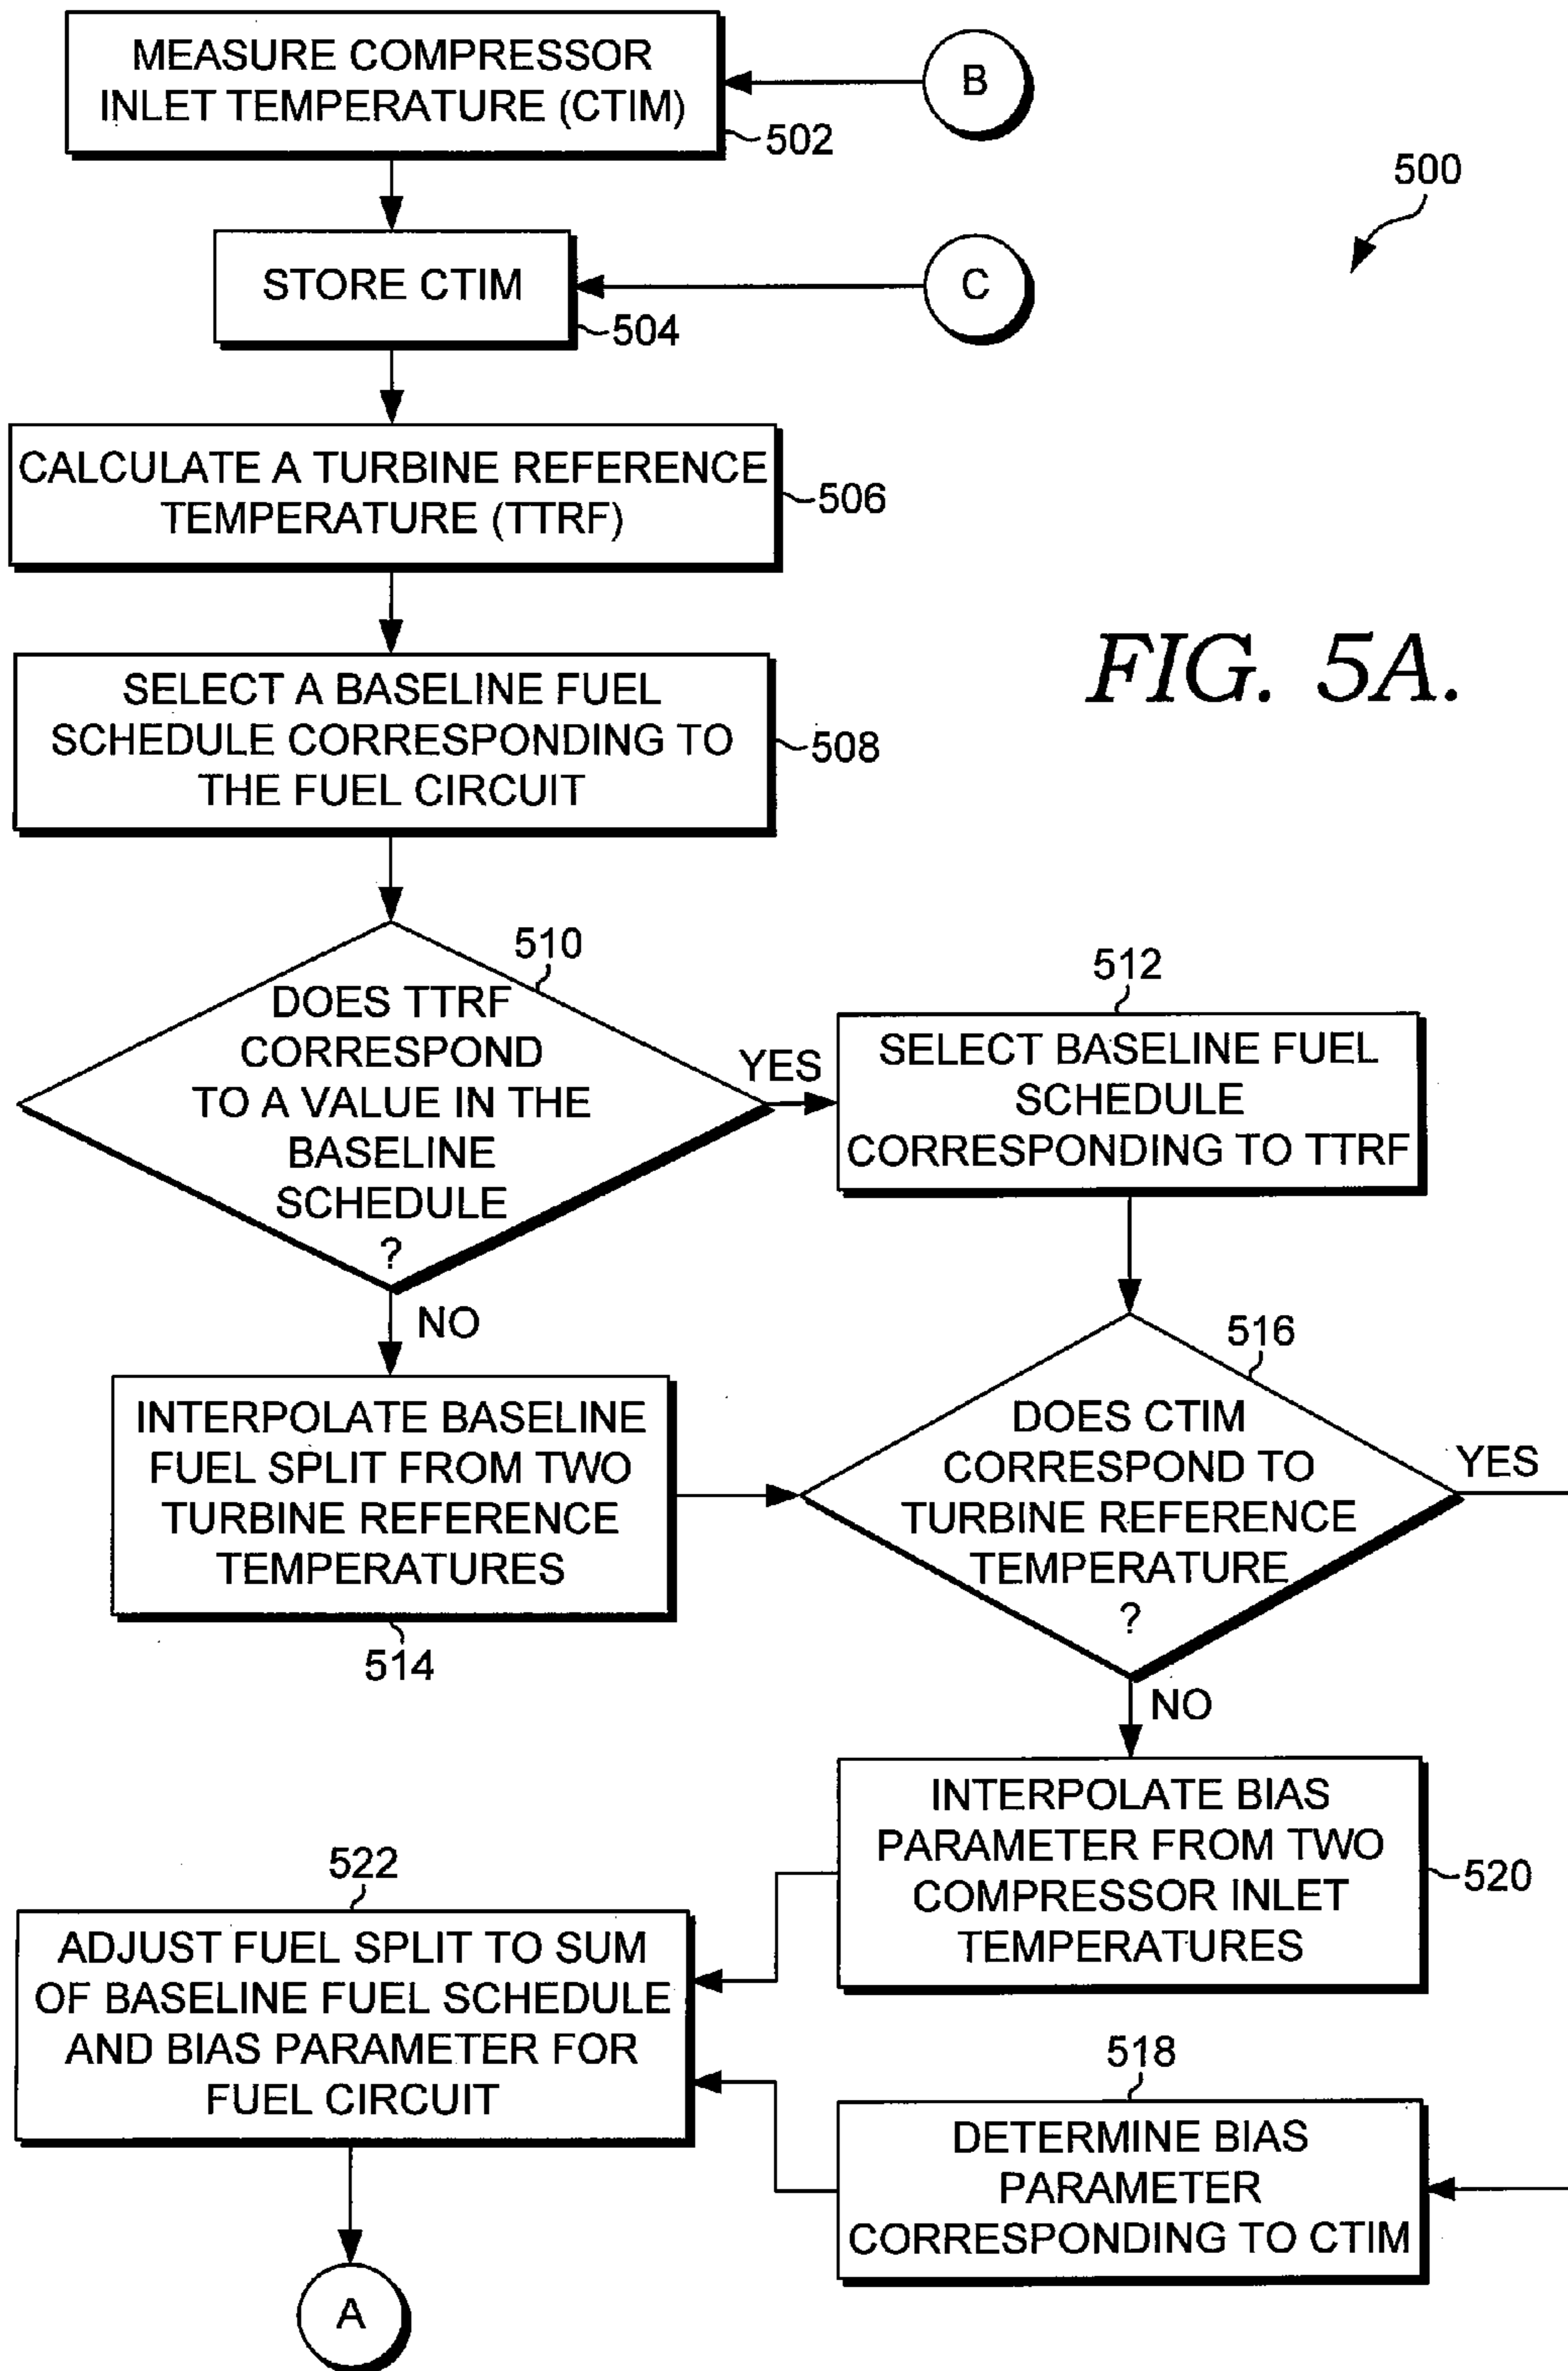 MEASURE COMPRESSOR
INLET TEMPERATURE (CTIM)
502
B
500
STORE CTIM
504
C
CALCULATE A TURBINE REFERENCE
TEMPERATURE (TTRF)
506
FIG. 5A.
SELECT A BASELINE FUEL
SCHEDULE CORRESPONDING TO
THE FUEL CIRCUIT
508
510
DOES TTRF
CORRESPOND
TO A VALUE IN THE
BASELINE
SCHEDULE
?
YES
NO
512
SELECT BASELINE FUEL
SCHEDULE
CORRESPONDING TO TTRF
INTERPOLATE BASELINE
FUEL SPLIT FROM TWO
TURBINE REFERENCE
TEMPERATURES
514
516
DOES CTIM
CORRESPOND TO
TURBINE REFERENCE
TEMPERATURE
?
YES
NO
INTERPOLATE BIAS
PARAMETER FROM TWO
COMPRESSOR INLET
TEMPERATURES
520
522
ADJUST FUEL SPLIT TO SUM
OF BASELINE FUEL SCHEDULE
AND BIAS PARAMETER FOR
FUEL CIRCUIT
518
DETERMINE BIAS
PARAMETER
CORRESPONDING TO CTIM
A